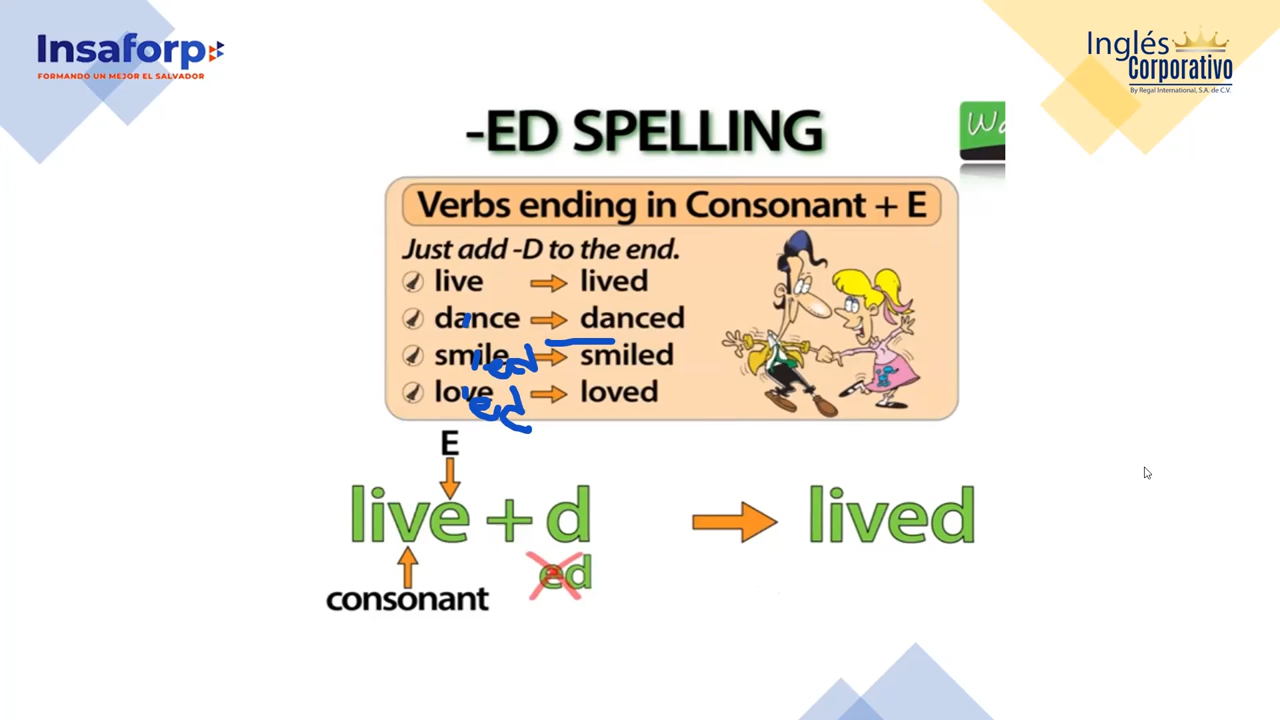 Insaforp
FORMANDO UN MEJOR EL SALVADOR
Inglés
Corporativo
By Regal International, S.A. de C.V.
-ED SPELLING
Verbs ending in Consonant + E
Just add -D to the end.
live lived
dance danced
smile smiled
love loved
ed
E
live + d lived
ed
consonant